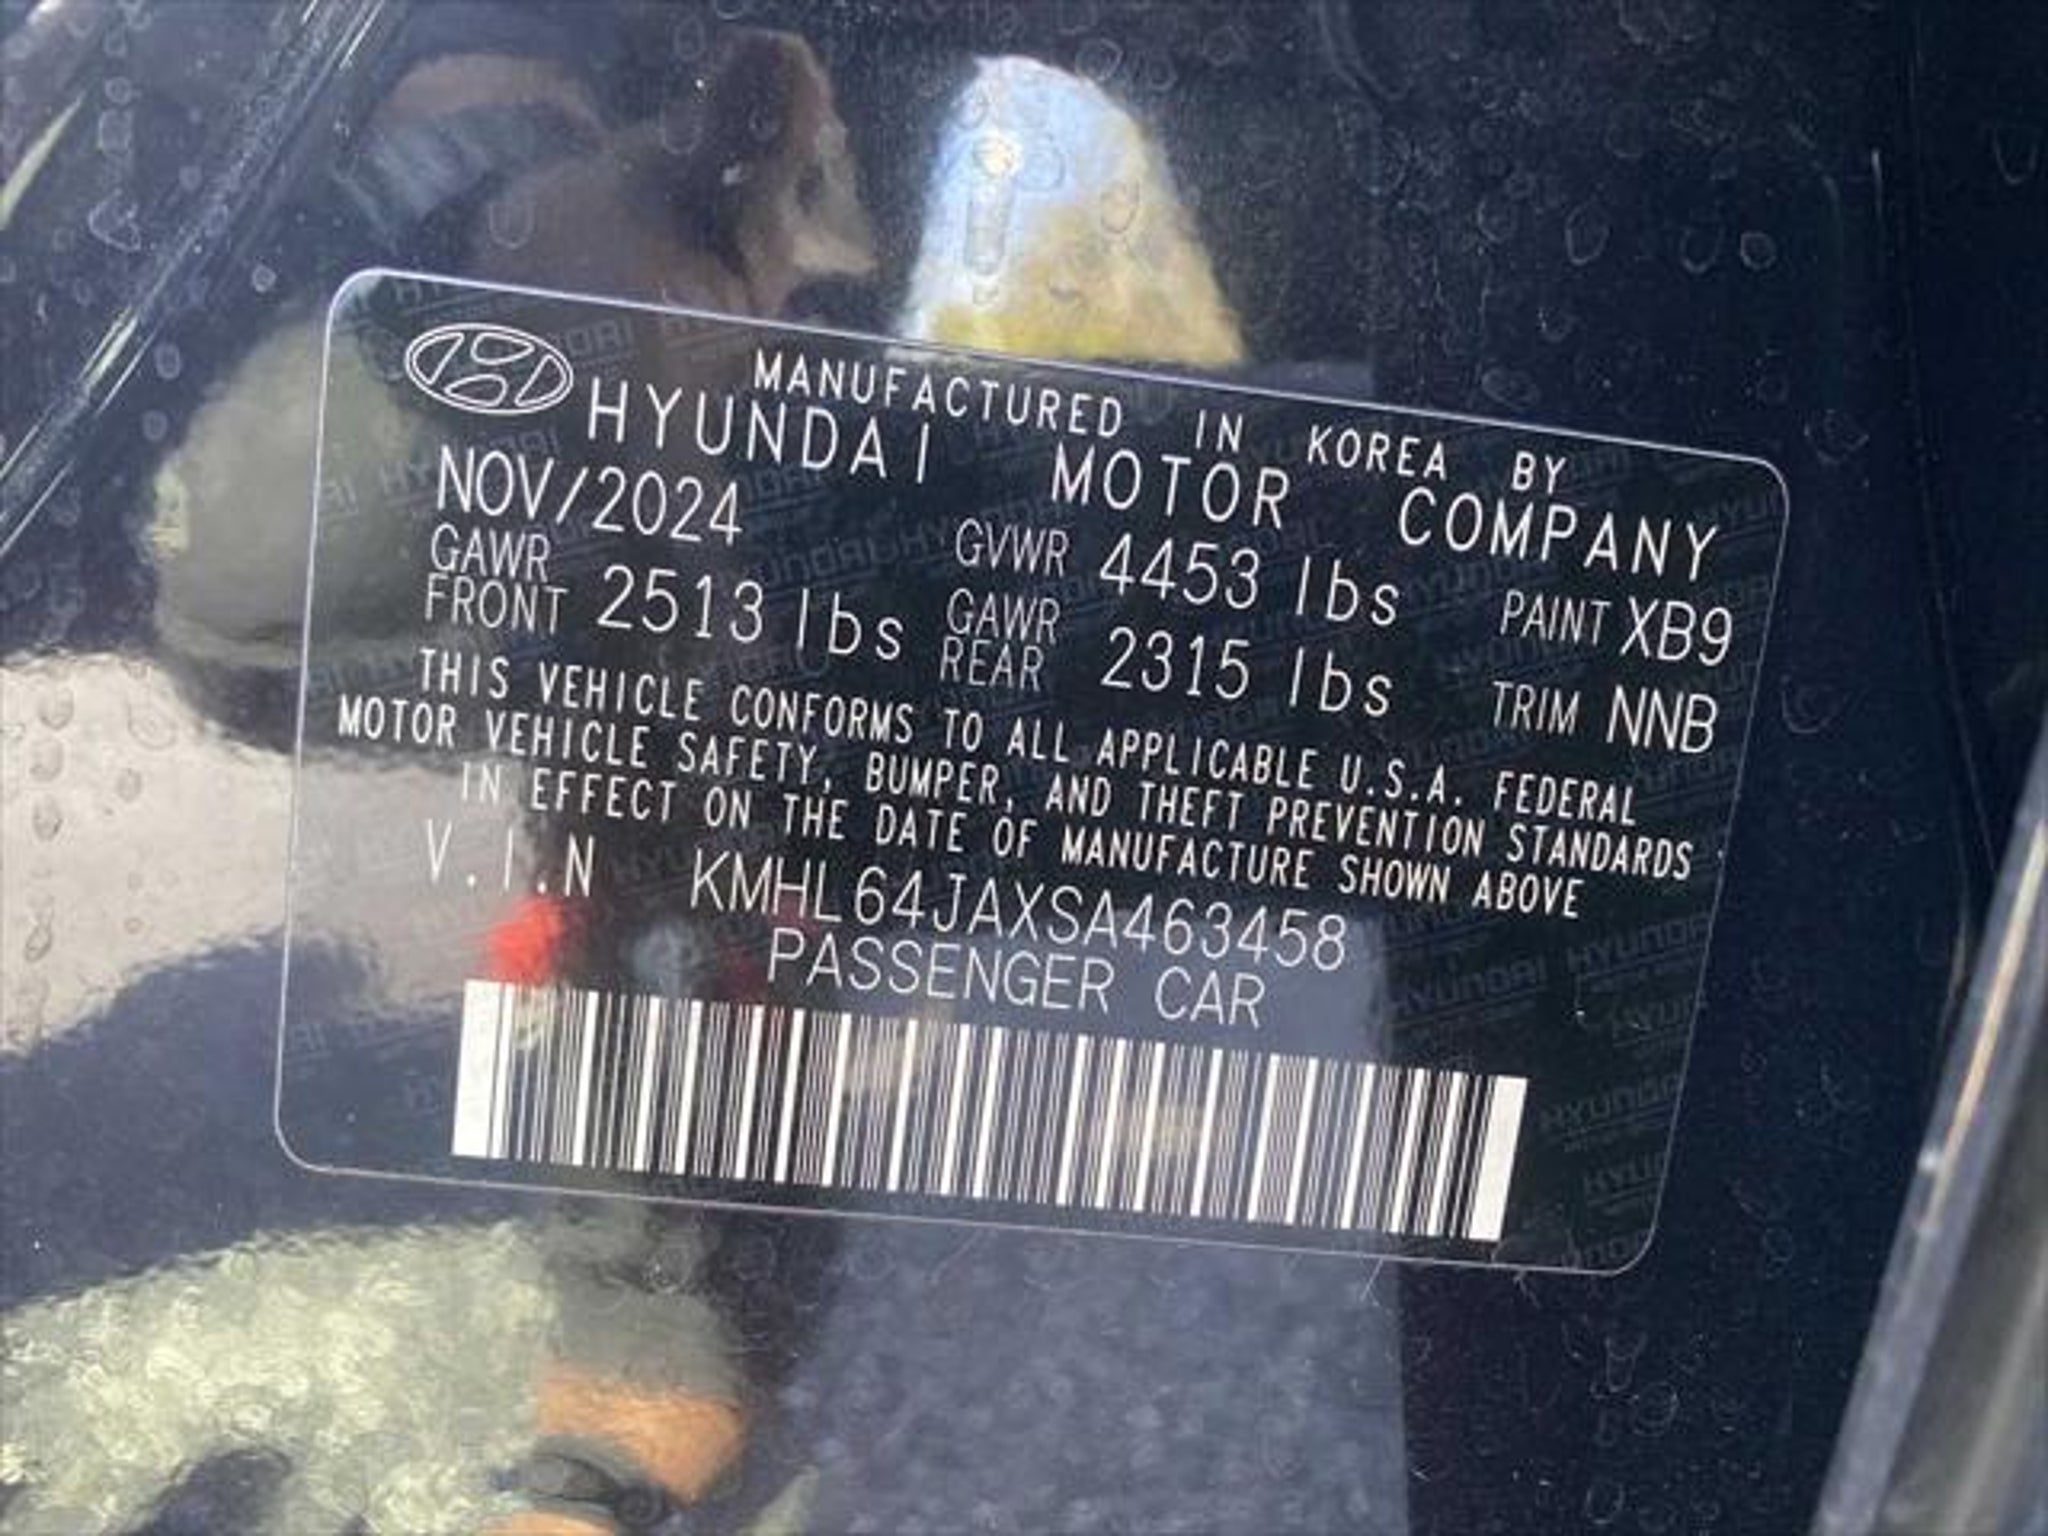 MANUFACTURED IN KOREA BY
HYUNDAI MOTOR COMPANY
NOV/2024 GVWR 4453 lbs PAINT XB9
GAWR FRONT 2513 lbs GAWR REAR 2315 lbs TRIM NNB
THIS VEHICLE CONFORMS TO ALL APPLICABLE U.S.A. FEDERAL
MOTOR VEHICLE SAFETY, BUMPER, AND THEFT PREVENTION STANDARDS
IN EFFECT ON THE DATE OF MANUFACTURE SHOWN ABOVE
V.I.N KMHL64JAXSA463458
PASSENGER CAR